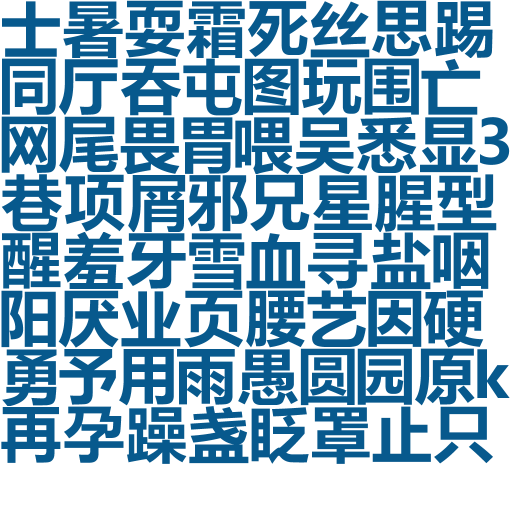 士暑耍霜死丝思踢
同厅吞屯图玩围亡
网尾畏胃喂吴悉显3
巷项屑邪兄星腥型
醒羞牙雪血寻盐咽
阳厌业页腰艺因硬
勇予用雨愚圆园原k
再孕躁盏眨罩止只